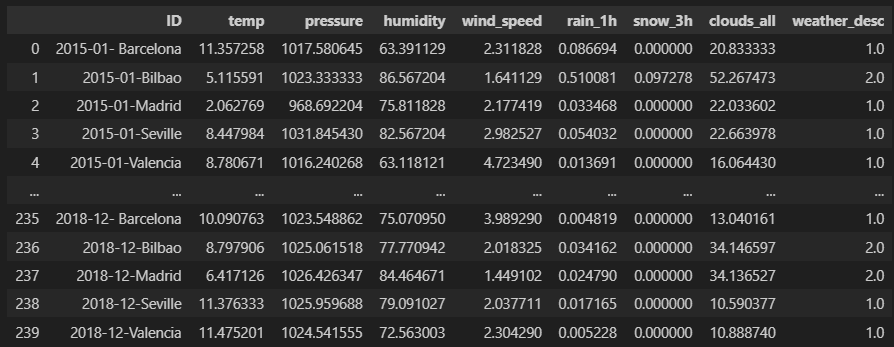 ID temp pressure humidity wind_speed rain_1h snow_3h clouds_all weather_desc
0 2015-01- Barcelona 11.357258 1017.580645 63.391129 2.311828 0.086694 0.000000 20.833333 1.0
1 2015-01-Bilbao 5.115591 1023.333333 86.567204 1.641129 0.510081 0.097278 52.267473 2.0
2 2015-01-Madrid 2.062769 968.692204 75.811828 2.177419 0.033468 0.000000 22.033602 1.0
3 2015-01-Seville 8.447984 1031.845430 82.567204 2.982527 0.054032 0.000000 22.663978 1.0
4 2015-01-Valencia 8.780671 1016.240268 63.118121 4.723490 0.013691 0.000000 16.064430 1.0
... ... ... ... ... ... ... ... ... ...
235 2018-12- Barcelona 10.090763 1023.548862 75.070950 3.989290 0.004819 0.000000 13.040161 1.0
236 2018-12-Bilbao 8.797906 1025.061518 77.770942 2.018325 0.034162 0.000000 34.146597 2.0
237 2018-12-Madrid 6.417126 1026.426347 84.464671 1.449102 0.024790 0.000000 34.136527 2.0
238 2018-12-Seville 11.376333 1025.959688 79.091027 2.037711 0.017165 0.000000 10.590377 1.0
239 2018-12-Valencia 11.475201 1024.541555 72.563003 2.304290 0.005228 0.000000 10.888740 1.0